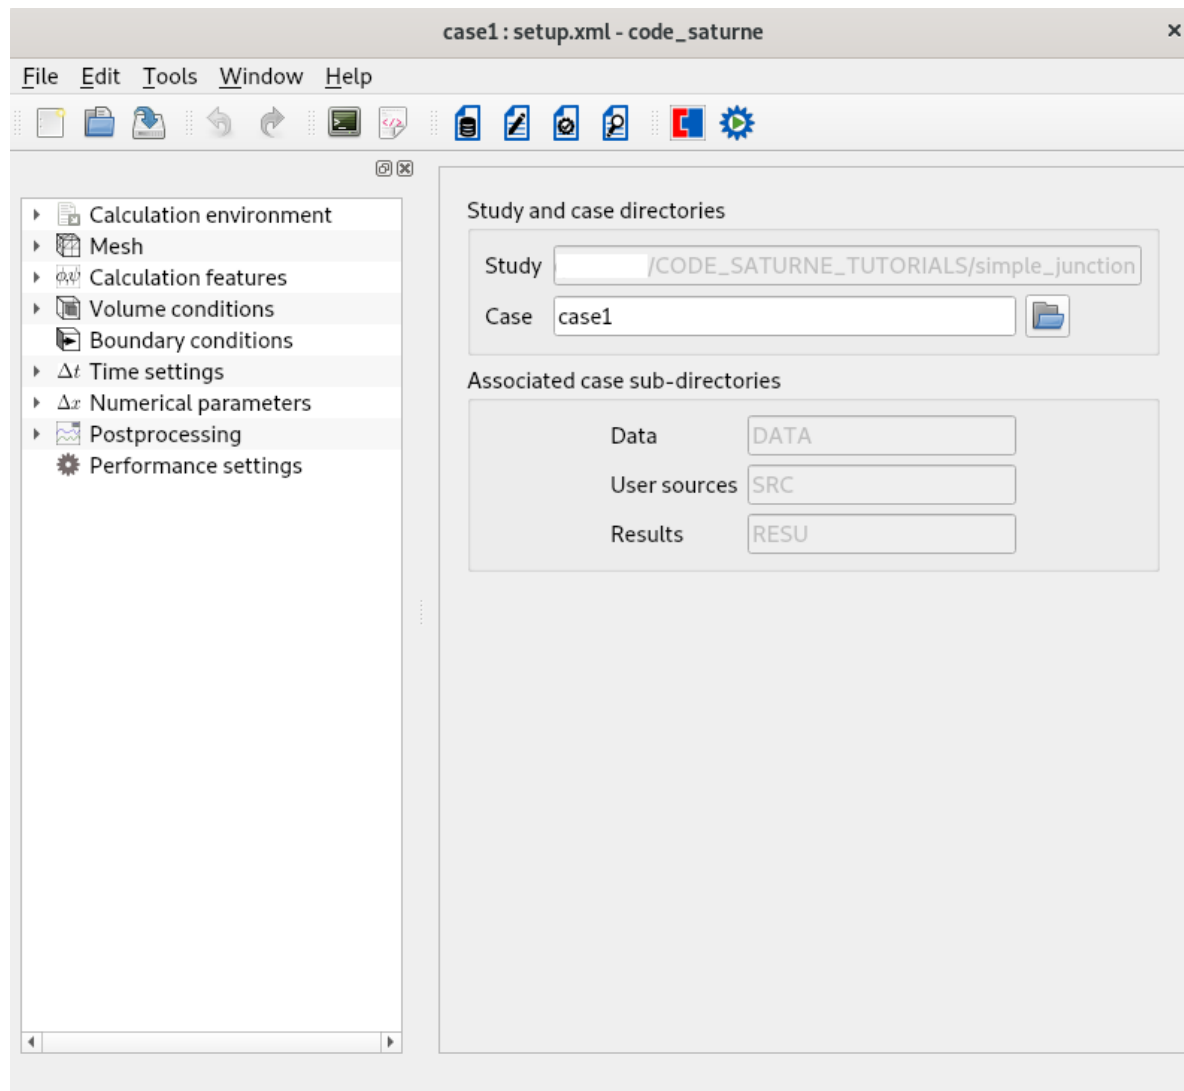 case1 : setup.xml - code_saturne
File Edit Tools Window Help
Calculation environment
Mesh
Calculation features
Volume conditions
Boundary conditions
Δt Time settings
Δx Numerical parameters
Postprocessing
Performance settings
Study and case directories
Study /CODE_SATURNE_TUTORIALS/simple_junction
Case case1
Associated case sub-directories
Data DATA
User sources SRC
Results RESU